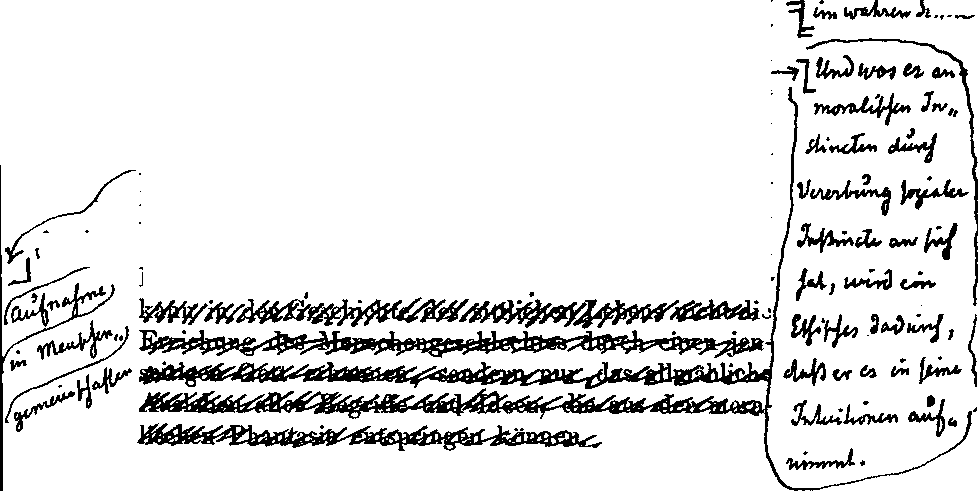 im wahren S.....
Und was er an
moralischen In„
stincten durch
Vererbung sozialer
Instincte an sich
hat, wird ein
Ethisches dadurch,
daß er es in seine
Intuitionen auf„
nimmt.
Aufnahme
in Menschen„
gemeinschaften
kann in der Geschichte des sittlichen Lebens nicht di
Erziehung des Menschengeschlechtes durch einen jen-
seitigen Gott erkennen, sondern nur das allmähliche
aller Begriffe und Ideen, die aus der mora-
lischen Phantasie entspringen können.